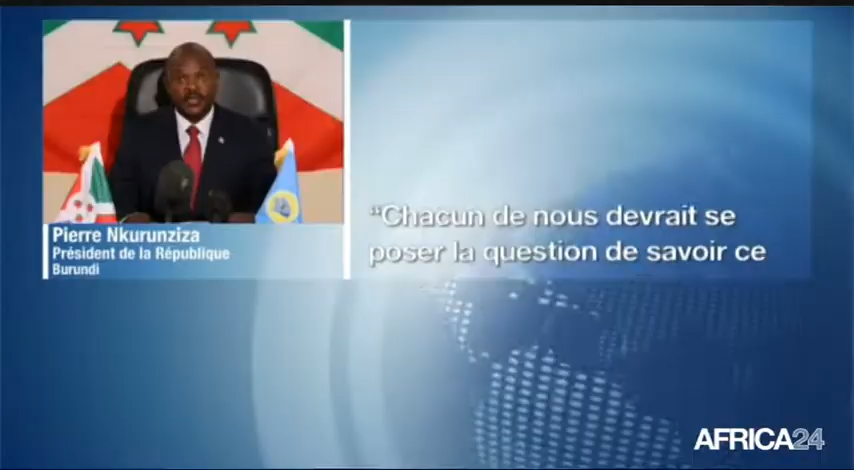 Pierre Nkurunziza
Président de la République
Burundi
“Chacun de nous devrait se
poser la question de savoir ce
AFRICA24